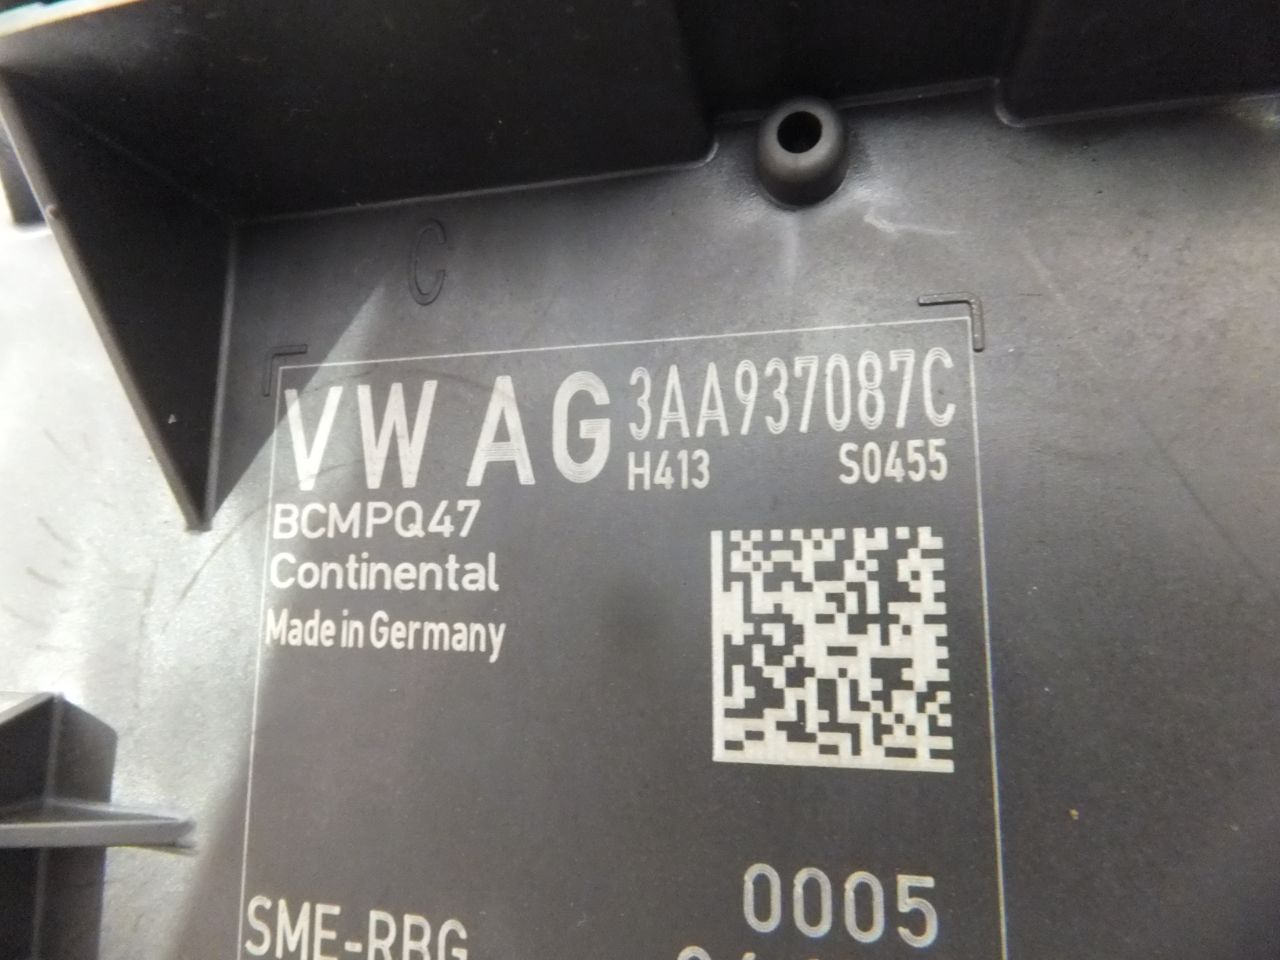 C
VW AG 3AA937087C
H413 S0455
BCMPQ47
Continental
Made in Germany
0005
SME-RBG